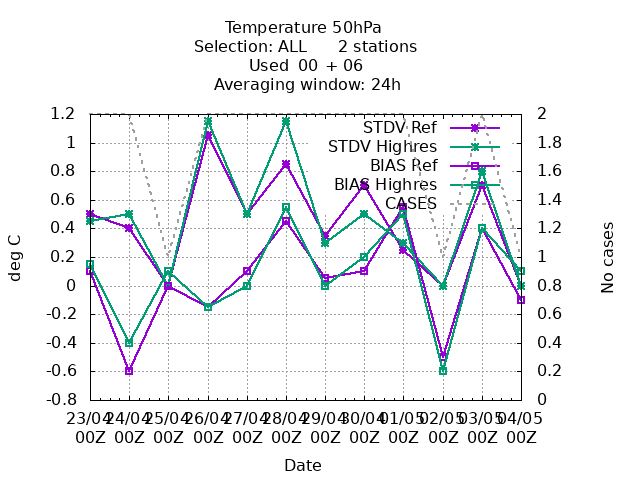 Temperature 50hPa
Selection: ALL 2 stations
Used 00 + 06
Averaging window: 24h
1.2
1
0.8
0.6
0.4
0.2
0
-0.2
-0.4
-0.6
-0.8
deg C
2
1.8
1.6
1.4
1.2
1
0.8
0.6
0.4
0.2
0
No cases
STDV Ref
STDV Highres
BIAS Ref
BIAS Highres
CASES
23/04 24/04 25/04 26/04 27/04 28/04 29/04 30/04 01/05 02/05 03/05 04/05
00Z 00Z 00Z 00Z 00Z 00Z 00Z 00Z 00Z 00Z 00Z 00Z
Date